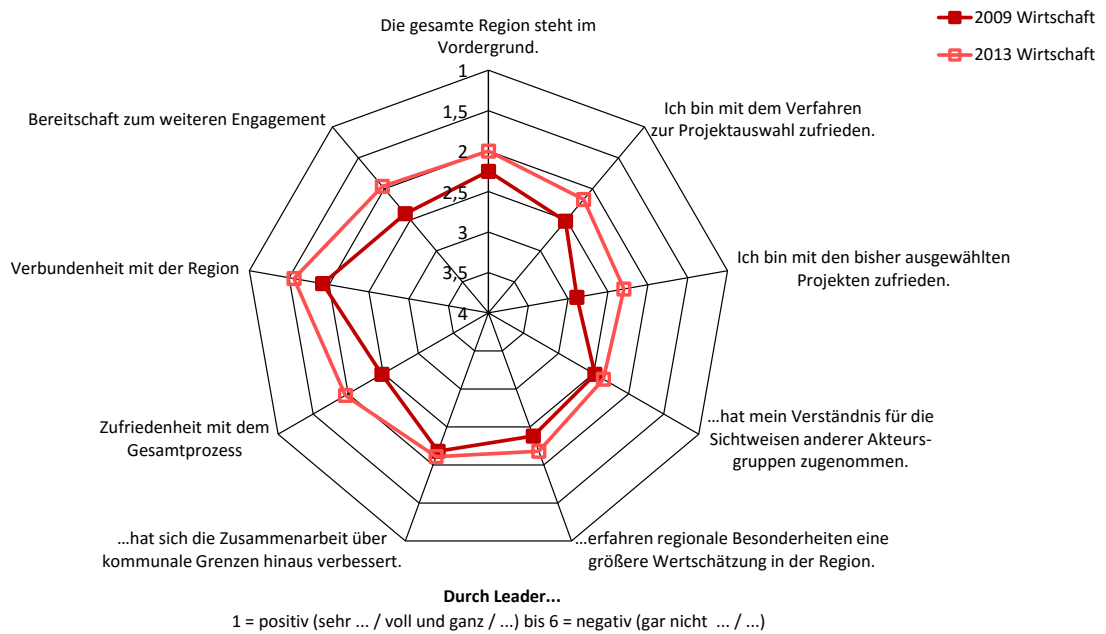 2009 Wirtschaft
2013 Wirtschaft
Die gesamte Region steht im
Vordergrund.
Ich bin mit dem Verfahren
zur Projektauswahl zufrieden.
Ich bin mit den bisher ausgewählten
Projekten zufrieden.
...hat mein Verständnis für die
Sichtweisen anderer Akteurs-
gruppen zugenommen.
...erfahren regionale Besonderheiten eine
größere Wertschätzung in der Region.
...hat sich die Zusammenarbeit über
kommunale Grenzen hinaus verbessert.
Zufriedenheit mit dem
Gesamtprozess
Verbundenheit mit der Region
Bereitschaft zum weiteren Engagement
1
1,5
2
2,5
3
3,5
4
Durch Leader...
1 = positiv (sehr ... / voll und ganz / ...) bis 6 = negativ (gar nicht ... / ...)